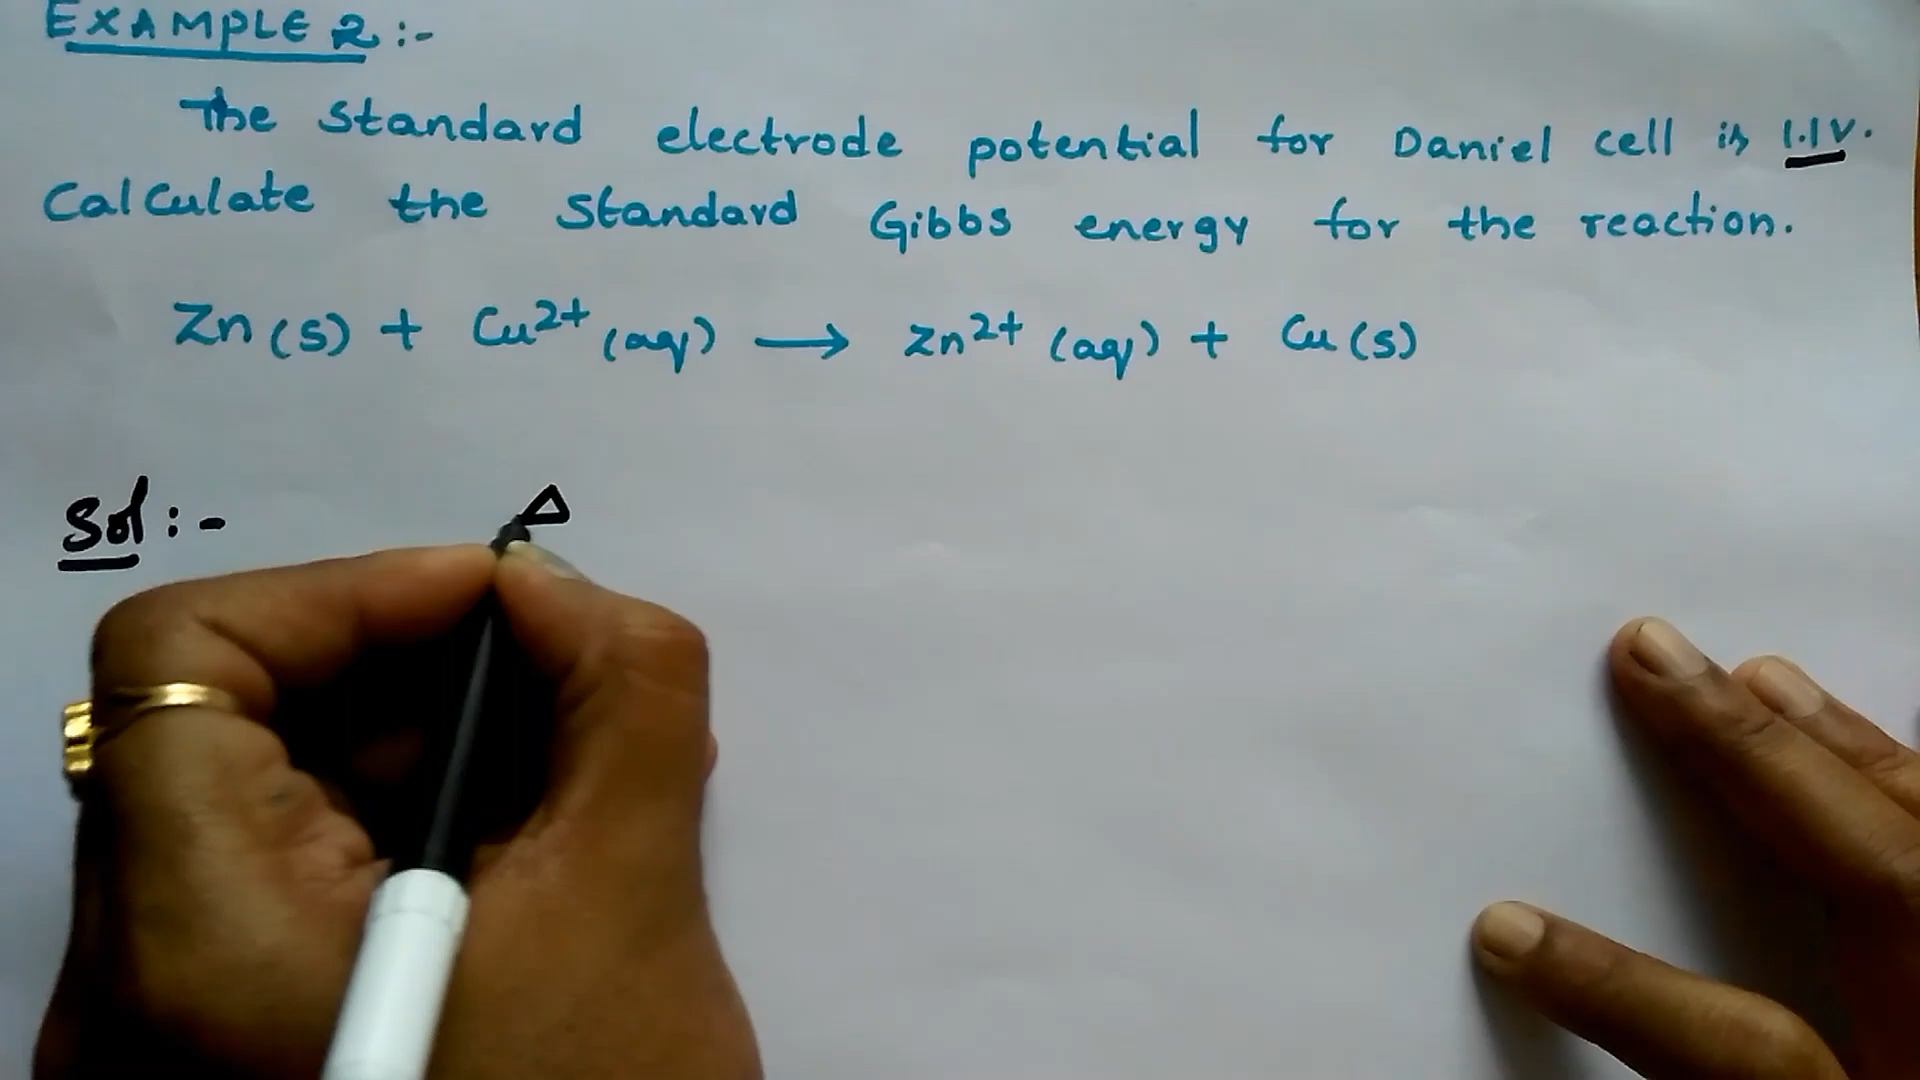 EXAMPLE 2 :-
The standard electrode potential for Daniel cell is 1.1V.
Calculate the standard Gibbs energy for the reaction.
Zn(s) + Cu²⁺(aq) → Zn²⁺(aq) + Cu(s)
Sol :- Δ